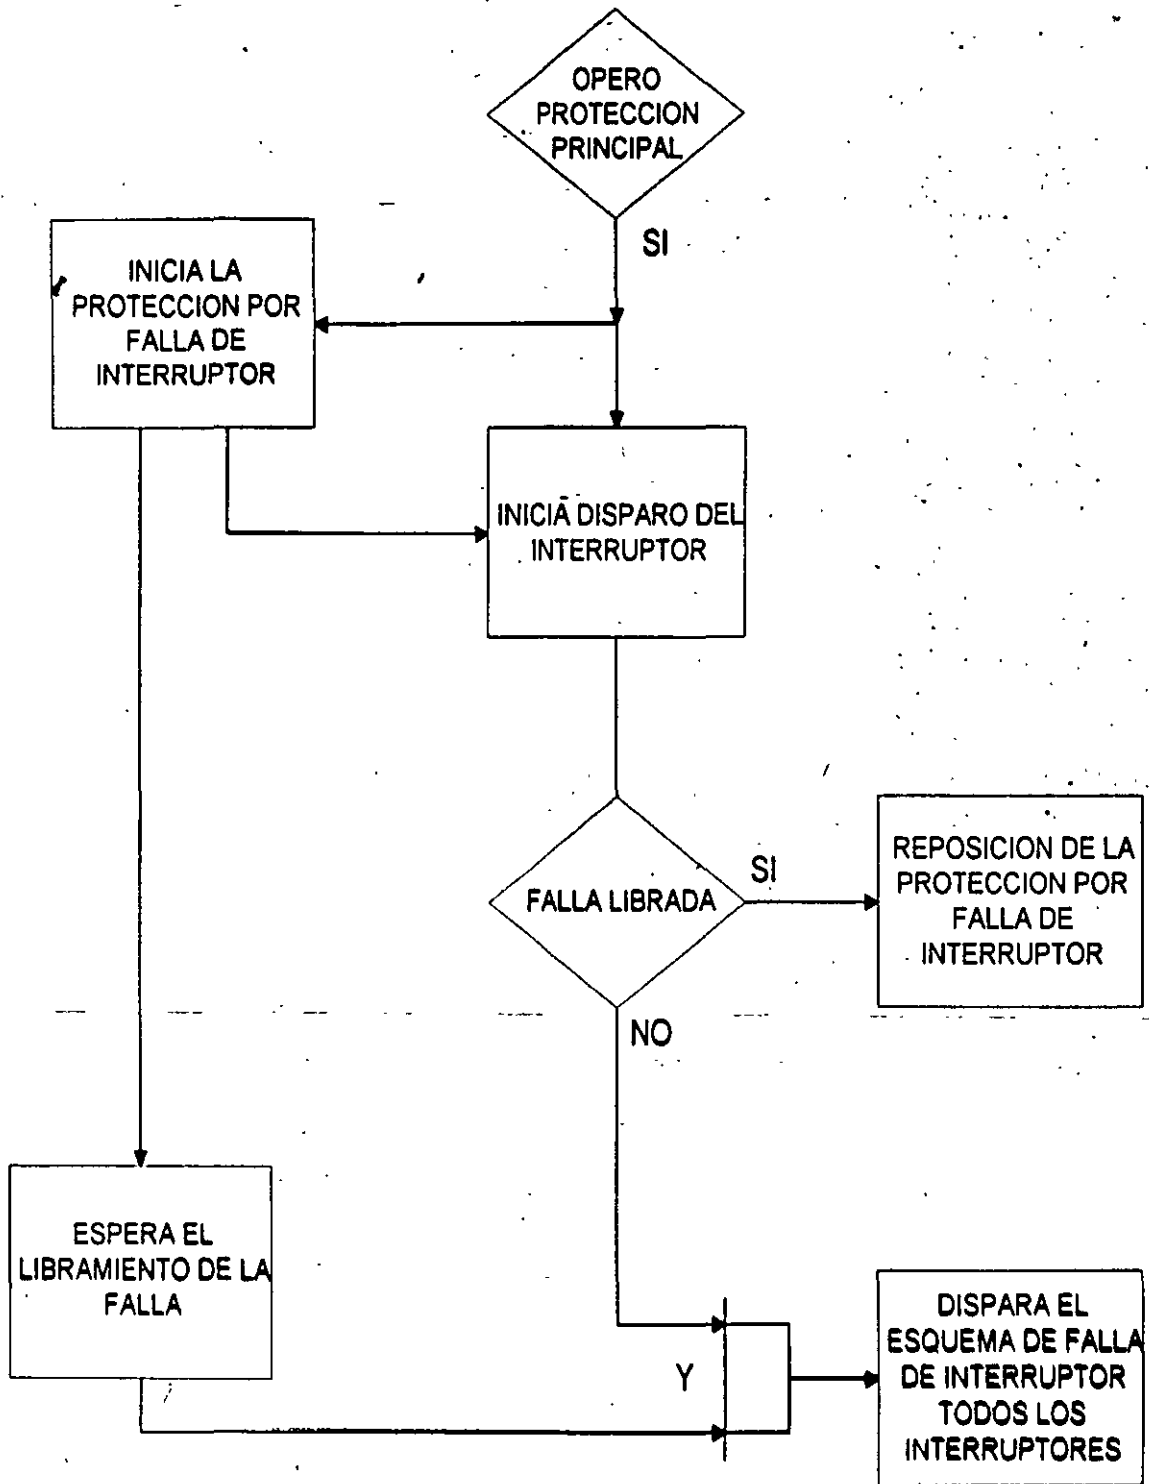 OPERO
PROTECCION
PRINCIPAL
SI
INICIA LA
PROTECCION POR
FALLA DE
INTERRUPTOR
INICIA DISPARO DEL
INTERRUPTOR
FALLA LIBRADA
SI
REPOSICION DE LA
PROTECCION POR
FALLA DE
INTERRUPTOR
NO
ESPERA EL
LIBRAMIENTO DE LA
FALLA
Y
DISPARA EL
ESQUEMA DE FALLA
DE INTERRUPTOR
TODOS LOS
INTERRUPTORES